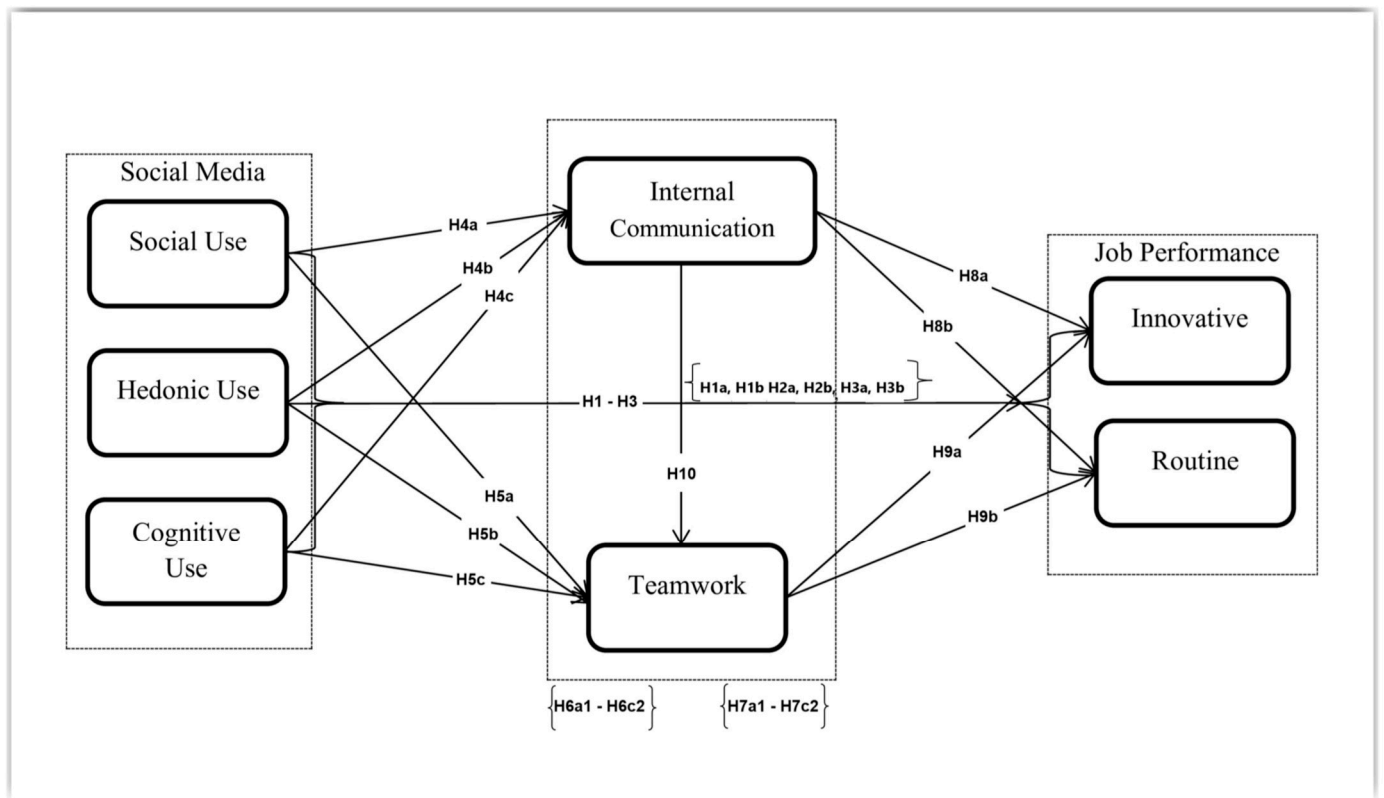 Social Media
Social Use
Hedonic Use
Cognitive
Use
H4a
H4b
H4c
H5a
H5b
H5c
Internal
Communication
H1 - H3
{H1a, H1b H2a, H2b, H3a, H3b}
H10
Teamwork
{H6a1 - H6c2}
{H7a1 - H7c2}
H8a
H8b
H9a
H9b
Job Performance
Innovative
Routine